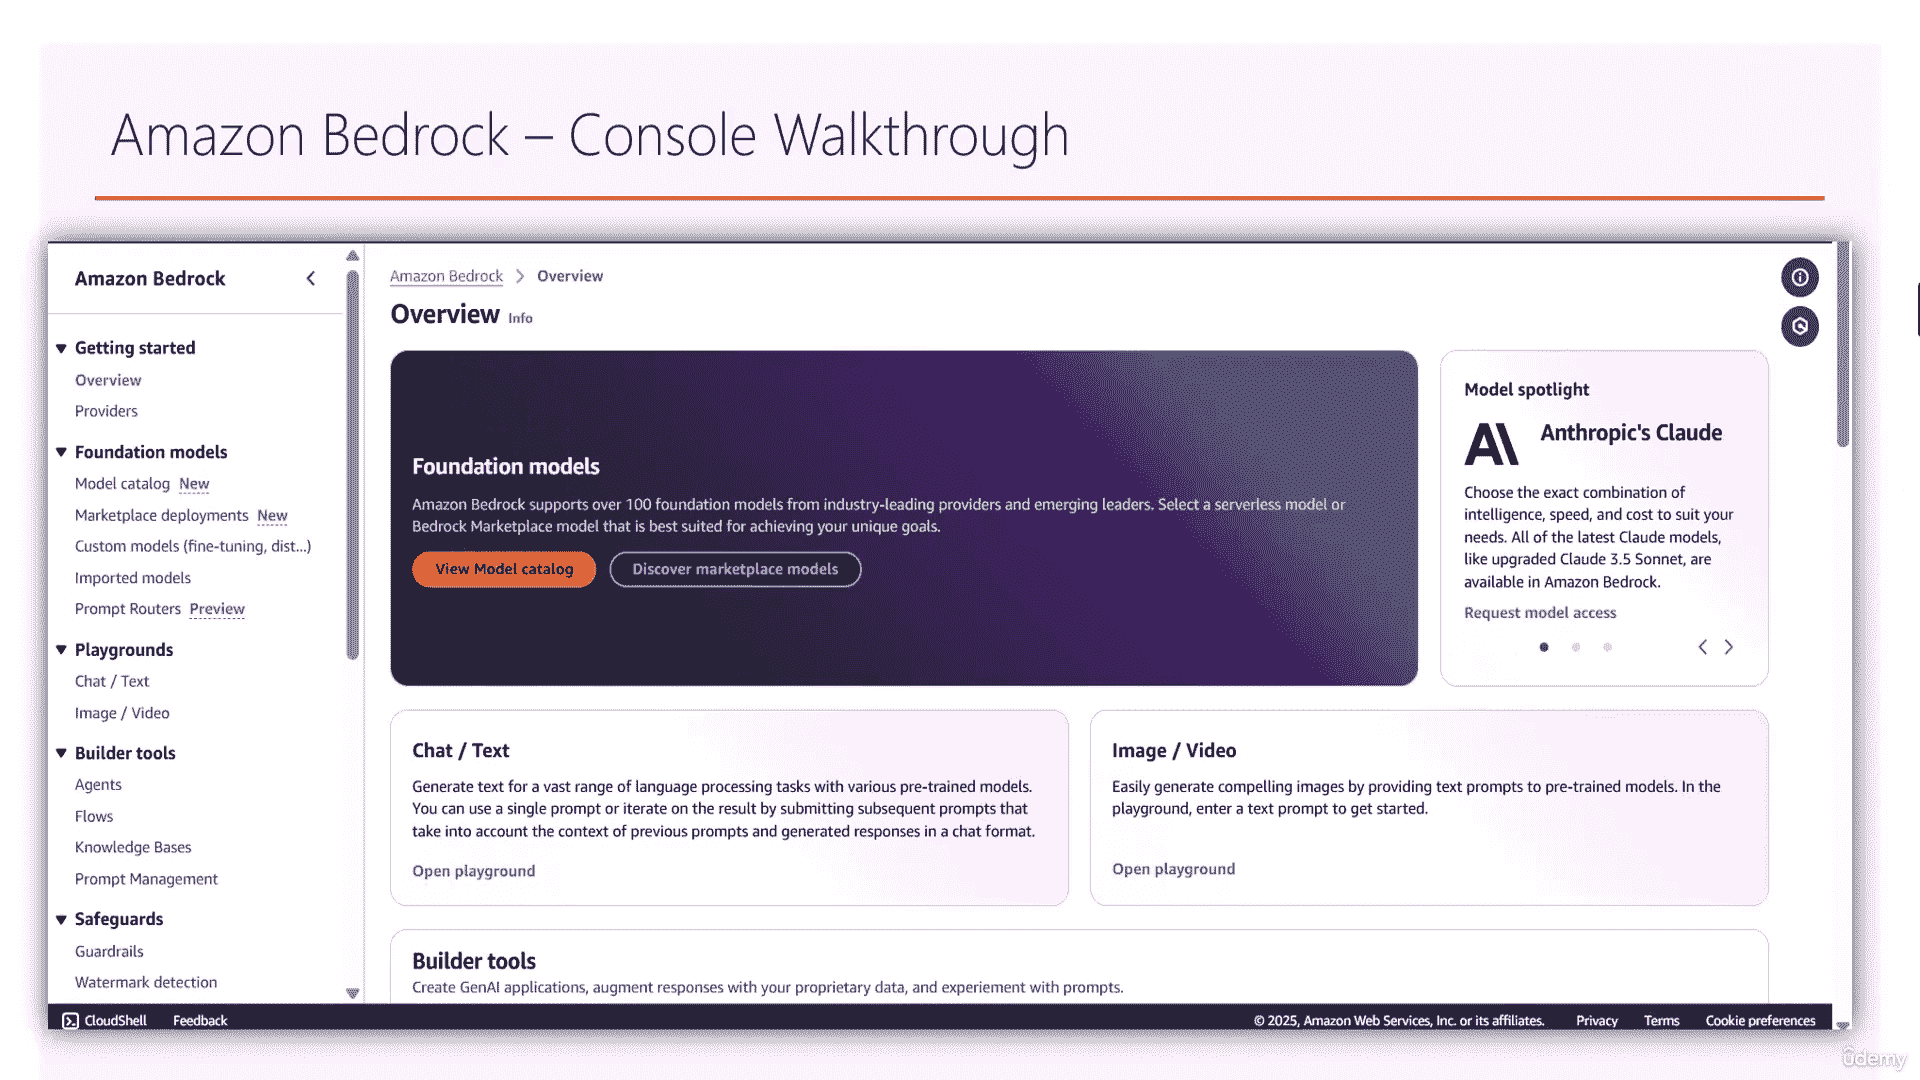 Amazon Bedrock – Console Walkthrough
Amazon Bedrock
Getting started
Overview
Providers
Foundation models
Model catalog New
Marketplace deployments New
Custom models (fine-tuning, dist...)
Imported models
Prompt Routers Preview
Playgrounds
Chat / Text
Image / Video
Builder tools
Agents
Flows
Knowledge Bases
Prompt Management
Safeguards
Guardrails
Watermark detection
Amazon Bedrock > Overview
Overview Info
Foundation models
Amazon Bedrock supports over 100 foundation models from industry-leading providers and emerging leaders. Select a serverless model or
Bedrock Marketplace model that is best suited for achieving your unique goals.
View Model catalog Discover marketplace models
Model spotlight
A\ Anthropic's Claude
Choose the exact combination of
intelligence, speed, and cost to suit your
needs. All of the latest Claude models,
like upgraded Claude 3.5 Sonnet, are
available in Amazon Bedrock.
Request model access
Chat / Text
Generate text for a vast range of language processing tasks with various pre-trained models.
You can use a single prompt or iterate on the result by submitting subsequent prompts that
take into account the context of previous prompts and generated responses in a chat format.
Open playground
Image / Video
Easily generate compelling images by providing text prompts to pre-trained models. In the
playground, enter a text prompt to get started.
Open playground
Builder tools
Create GenAI applications, augment responses with your proprietary data, and experiement with prompts.
CloudShell Feedback
© 2025, Amazon Web Services, Inc. or its affiliates. Privacy Terms Cookie preferences
ûdemy